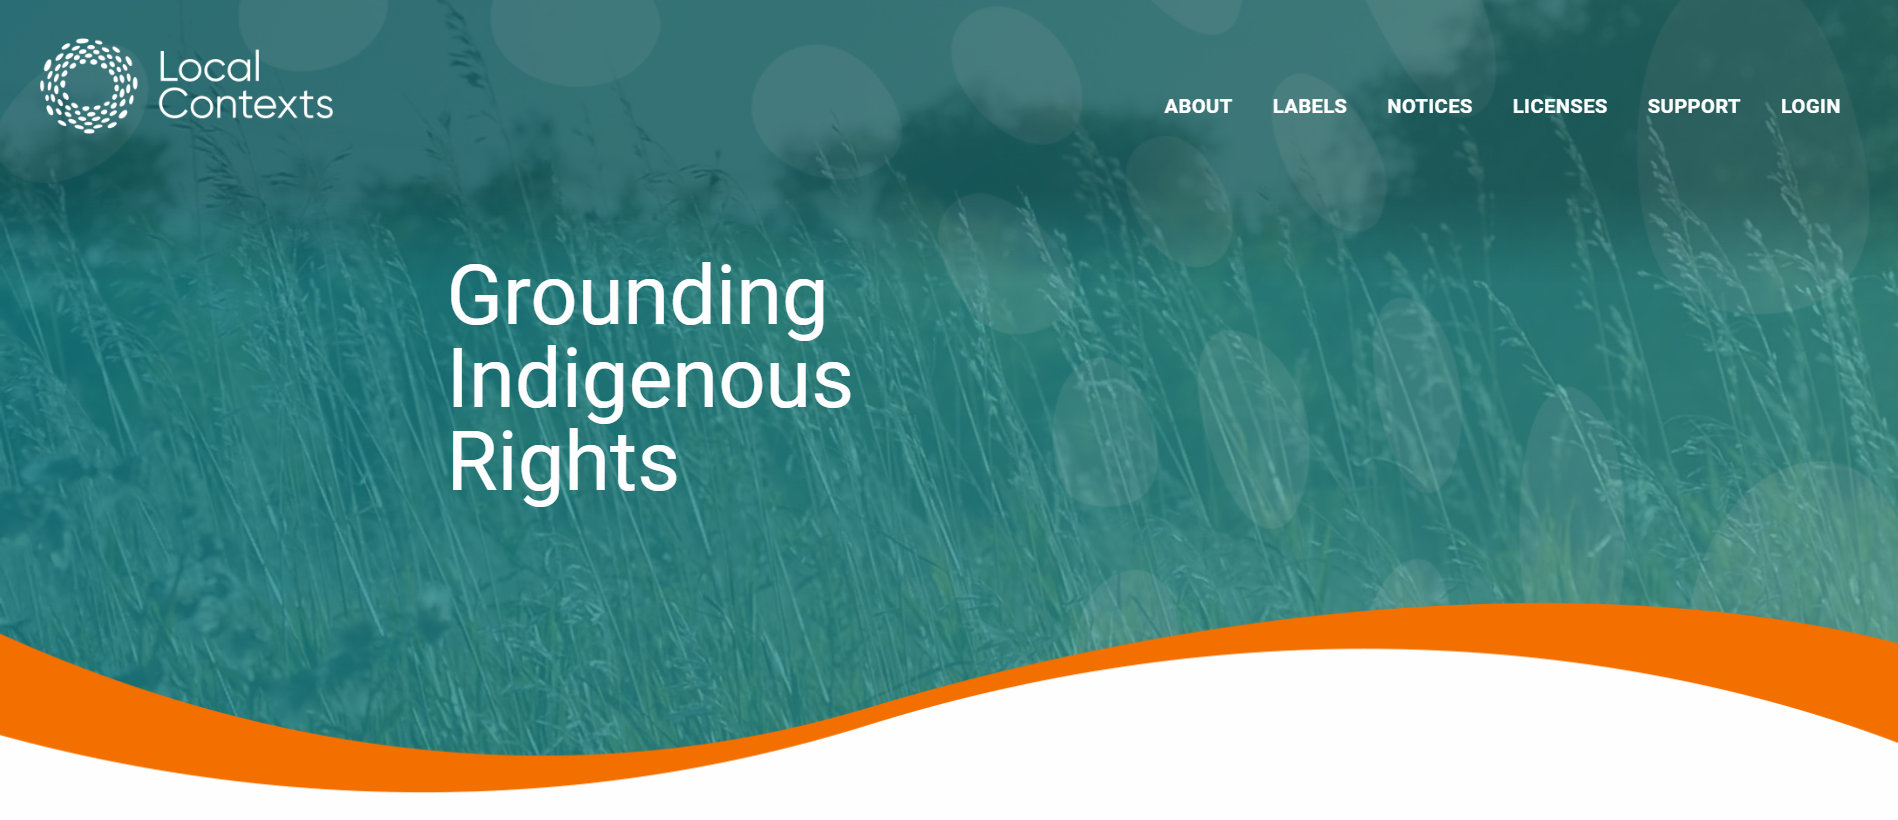 Local
Contexts
ABOUT LABELS NOTICES LICENSES SUPPORT LOGIN
Grounding
Indigenous
Rights